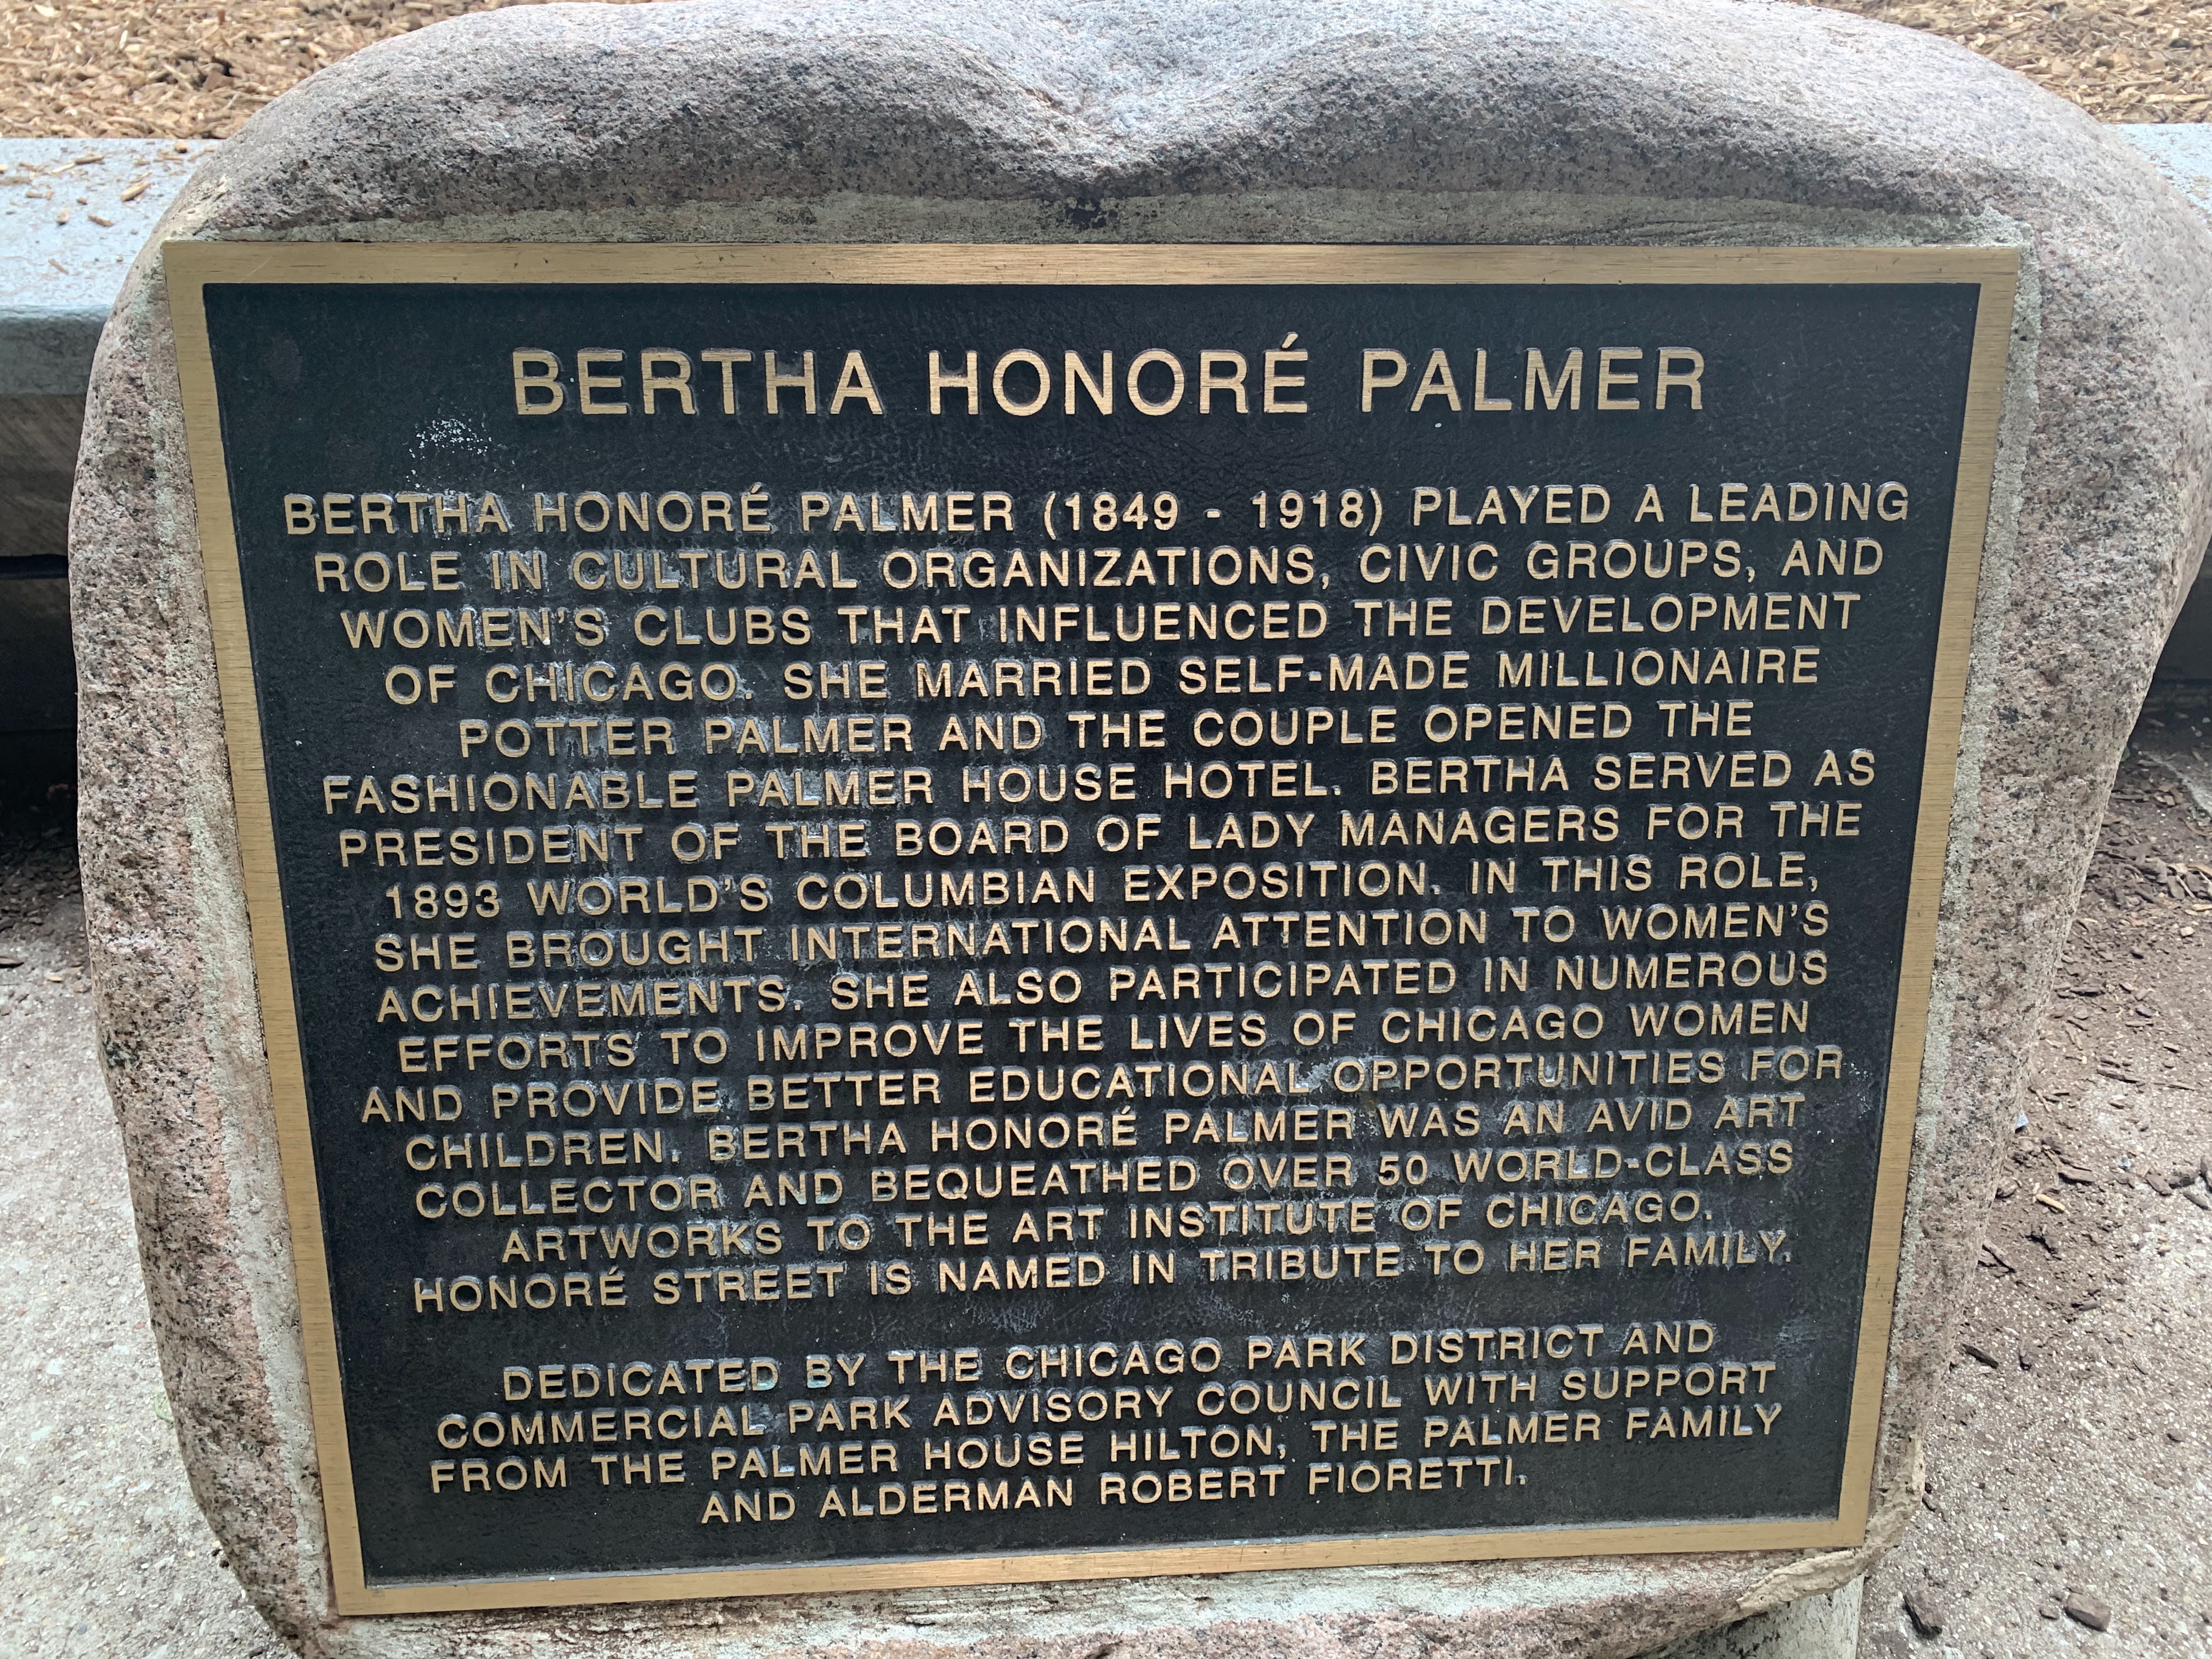 BERTHA HONORÉ PALMER
BERTHA HONORÉ PALMER (1849 - 1918) PLAYED A LEADING
ROLE IN CULTURAL ORGANIZATIONS, CIVIC GROUPS, AND
WOMEN'S CLUBS THAT INFLUENCED THE DEVELOPMENT
OF CHICAGO. SHE MARRIED SELF-MADE MILLIONAIRE
POTTER PALMER AND THE COUPLE OPENED THE
FASHIONABLE PALMER HOUSE HOTEL. BERTHA SERVED AS
PRESIDENT OF THE BOARD OF LADY MANAGERS FOR THE
1893 WORLD'S COLUMBIAN EXPOSITION. IN THIS ROLE,
SHE BROUGHT INTERNATIONAL ATTENTION TO WOMEN'S
ACHIEVEMENTS. SHE ALSO PARTICIPATED IN NUMEROUS
EFFORTS TO IMPROVE THE LIVES OF CHICAGO WOMEN
AND PROVIDE BETTER EDUCATIONAL OPPORTUNITIES FOR
CHILDREN. BERTHA HONORÉ PALMER WAS AN AVID ART
COLLECTOR AND BEQUEATHED OVER 50 WORLD-CLASS
ARTWORKS TO THE ART INSTITUTE OF CHICAGO.
HONORÉ STREET IS NAMED IN TRIBUTE TO HER FAMILY.
DEDICATED BY THE CHICAGO PARK DISTRICT AND
COMMERCIAL PARK ADVISORY COUNCIL WITH SUPPORT
FROM THE PALMER HOUSE HILTON, THE PALMER FAMILY
AND ALDERMAN ROBERT FIORETTI.